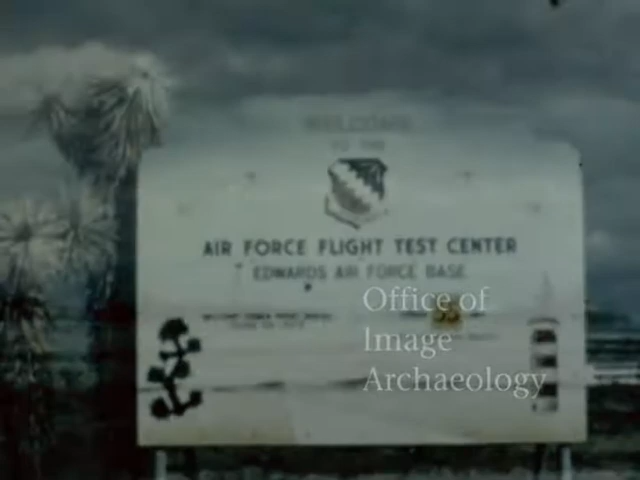 WELCOME
TO THE
AIR FORCE FLIGHT TEST CENTER
EDWARDS AIR FORCE BASE
Office of
Image
Archaeology